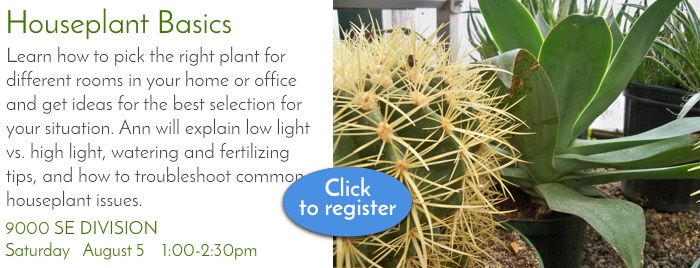 Houseplant Basics
Learn how to pick the right plant for
different rooms in your home or office
and get ideas for the best selection for
your situation. Ann will explain low light
vs. high light, watering and fertilizing
tips, and how to troubleshoot common
houseplant issues.
Click
to register
9000 SE DIVISION
Saturday August 5 1:00-2:30pm